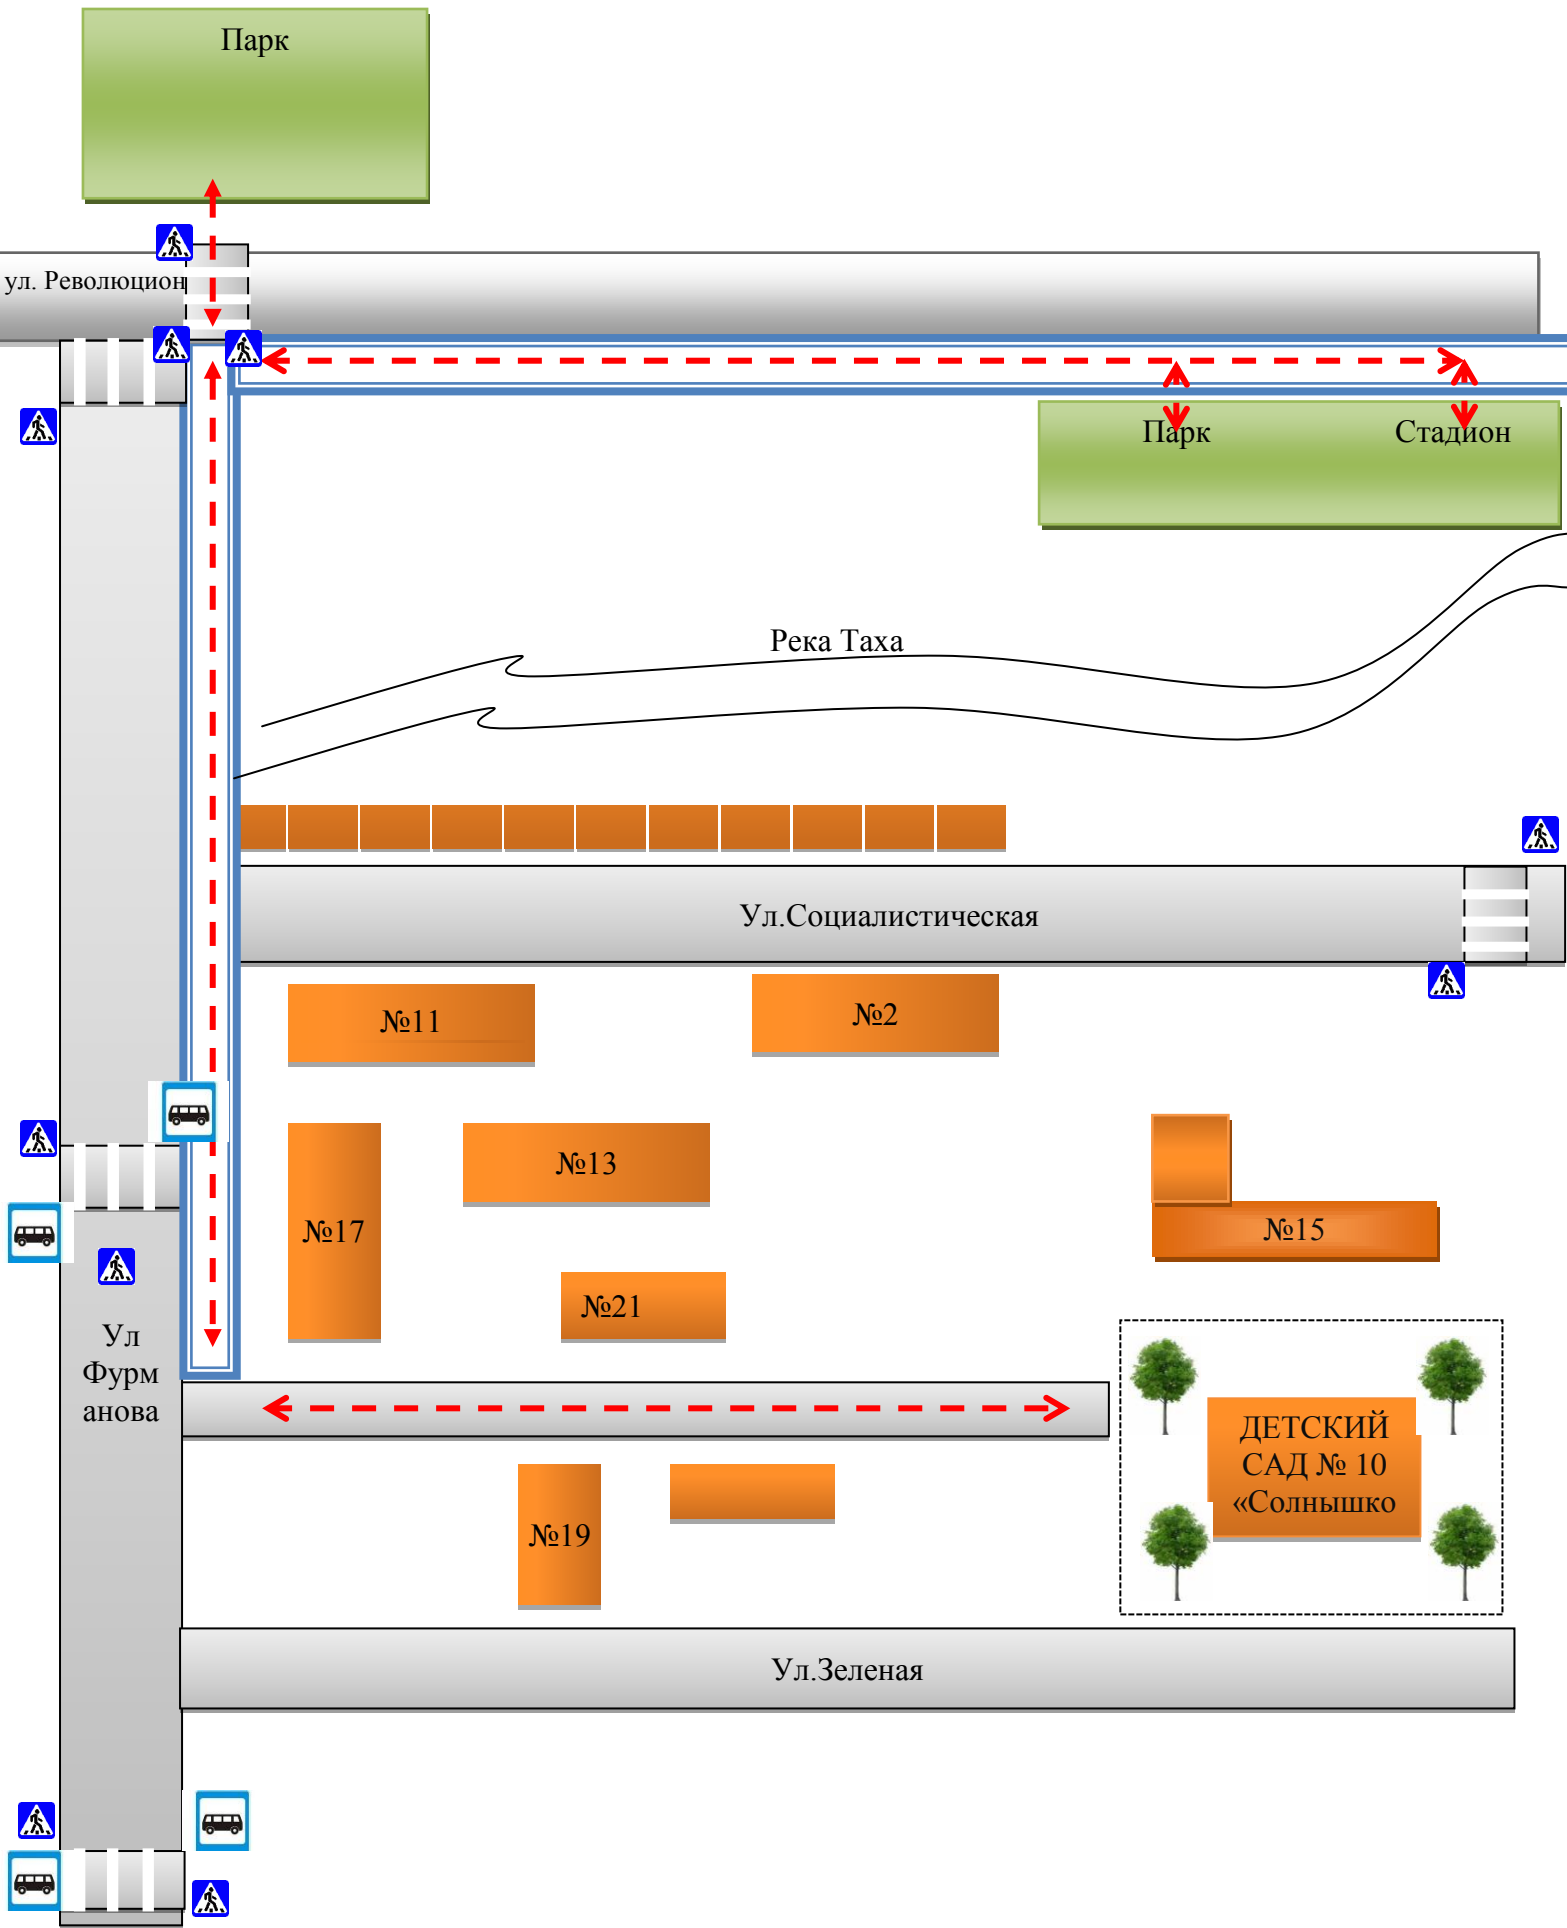 Парк
ул. Революцион
Парк
Стадион
Река Таха
Ул.Социалистическая
№11
№2
№13
№17
№15
№21
Ул
Фурм
анова
ДЕТСКИЙ
САД № 10
«Солнышко
№19
Ул.Зеленая